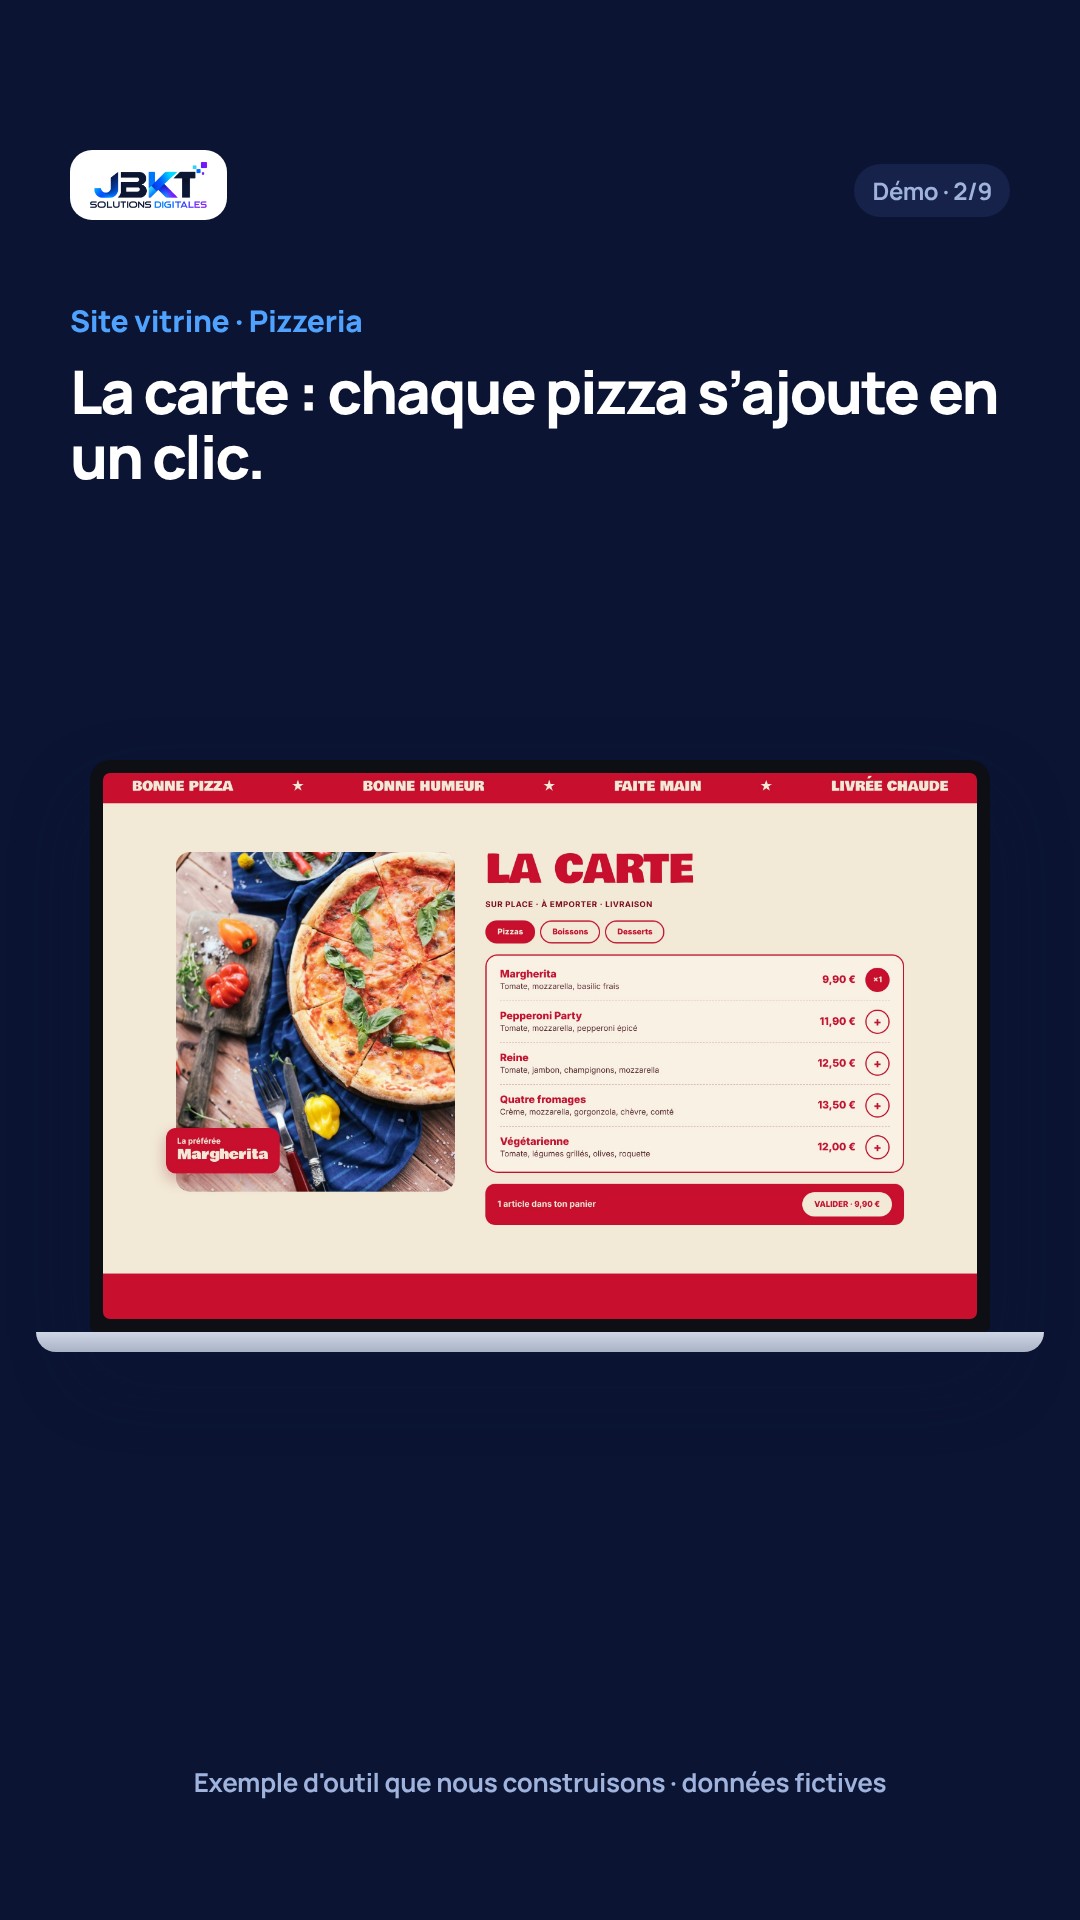 JBKT
SOLUTIONS DIGITALES
Démo · 2/9
Site vitrine · Pizzeria
La carte : chaque pizza s’ajoute en
un clic.
BONNE PIZZA ★ BONNE HUMEUR ★ FAITE MAIN ★ LIVRÉE CHAUDE
LA CARTE
SUR PLACE · À EMPORTER · LIVRAISON
Pizzas Boissons Desserts
Margherita 9,90 € ×1
Tomate, mozzarella, basilic frais
Pepperoni Party 11,90 € +
Tomate, mozzarella, pepperoni épicé
Reine 12,50 € +
Tomate, jambon, champignons, mozzarella
Quatre fromages 13,50 € +
Crème, mozzarella, gorgonzola, chèvre, comté
Végétarienne 12,00 € +
Tomate, légumes grillés, olives, roquette
La préférée
Margherita
1 article dans ton panier VALIDER · 9,90 €
Exemple d'outil que nous construisons · données fictives